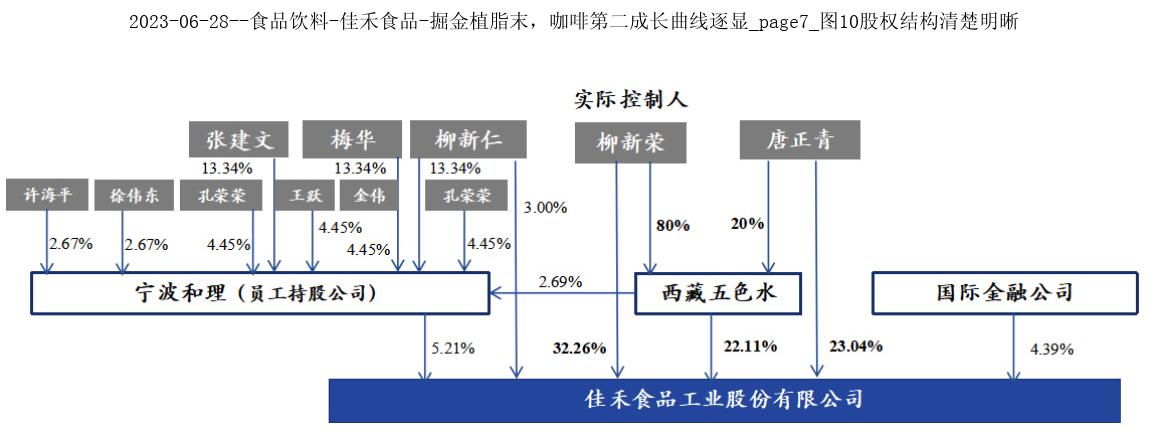 2023-06-28--食品饮料-佳禾食品-掘金植脂末，咖啡第二成长曲线逐显_page7_图10股权结构清楚明晰
实际控制人
张建文
梅华
柳新仁
柳新荣
唐正青
13.34%
13.34%
13.34%
许海平
徐伟东
孔荣荣
王跃
金伟
孔荣荣
3.00%
80%
20%
2.67%
2.67%
4.45%
4.45%
4.45%
4.45%
宁波和理（员工持股公司）
2.69%
西藏五色水
国际金融公司
5.21%
32.26%
22.11%
23.04%
4.39%
佳禾食品工业股份有限公司